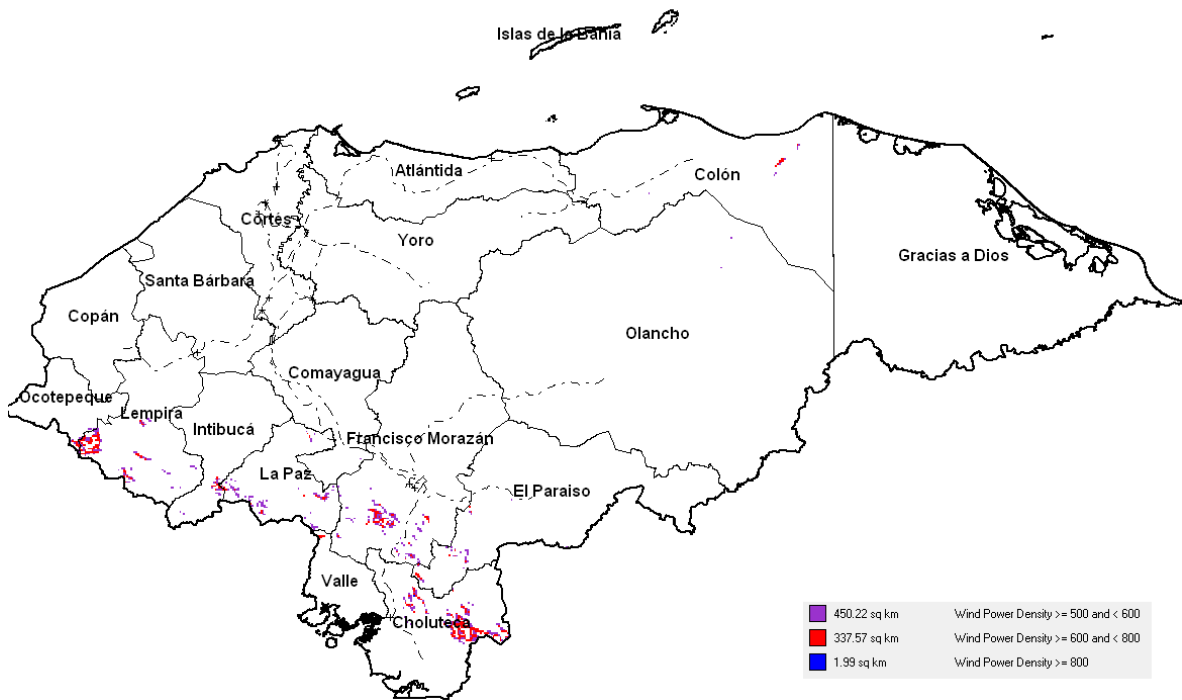 Islas de la Bahia
Atlántida
Colón
Cortés
Yoro
Gracias a Dios
Santa Bárbara
Copán
Olancho
Comayagua
Ocotepeque
Lempira
Intibucá
Francisco Morazán
La Paz
El Paraiso
Valle
Choluteca
450.22 sq km Wind Power Density >= 500 and < 600
337.57 sq km Wind Power Density >= 600 and < 800
1.99 sq km Wind Power Density >= 800